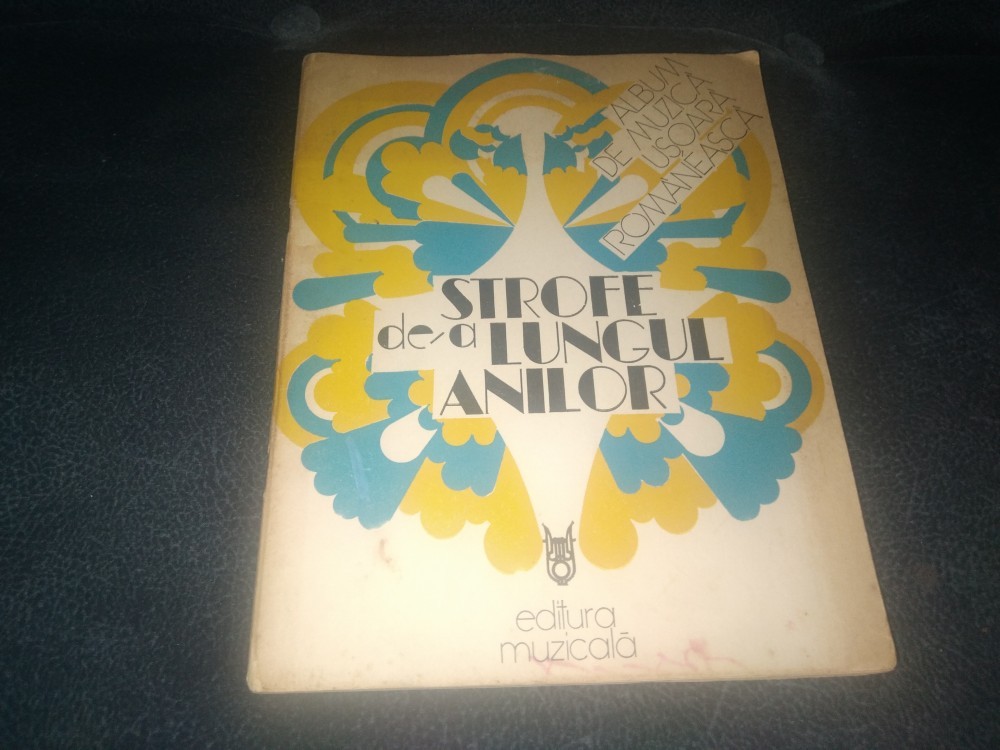 ALBUM
DE MUZICĂ
UȘOARĂ
ROMÂNEASCĂ
STROFE
de-a LUNGUL
ANILOR
editura
muzicală